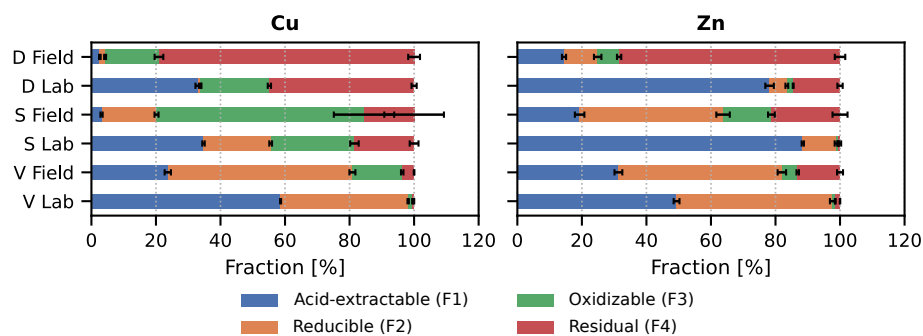 Cu
Zn
D Field
D Lab
S Field
S Lab
V Field
V Lab
0 20 40 60 80 100 120
0 20 40 60 80 100 120
Fraction [%]
Fraction [%]
Acid-extractable (F1)
Oxidizable (F3)
Reducible (F2)
Residual (F4)